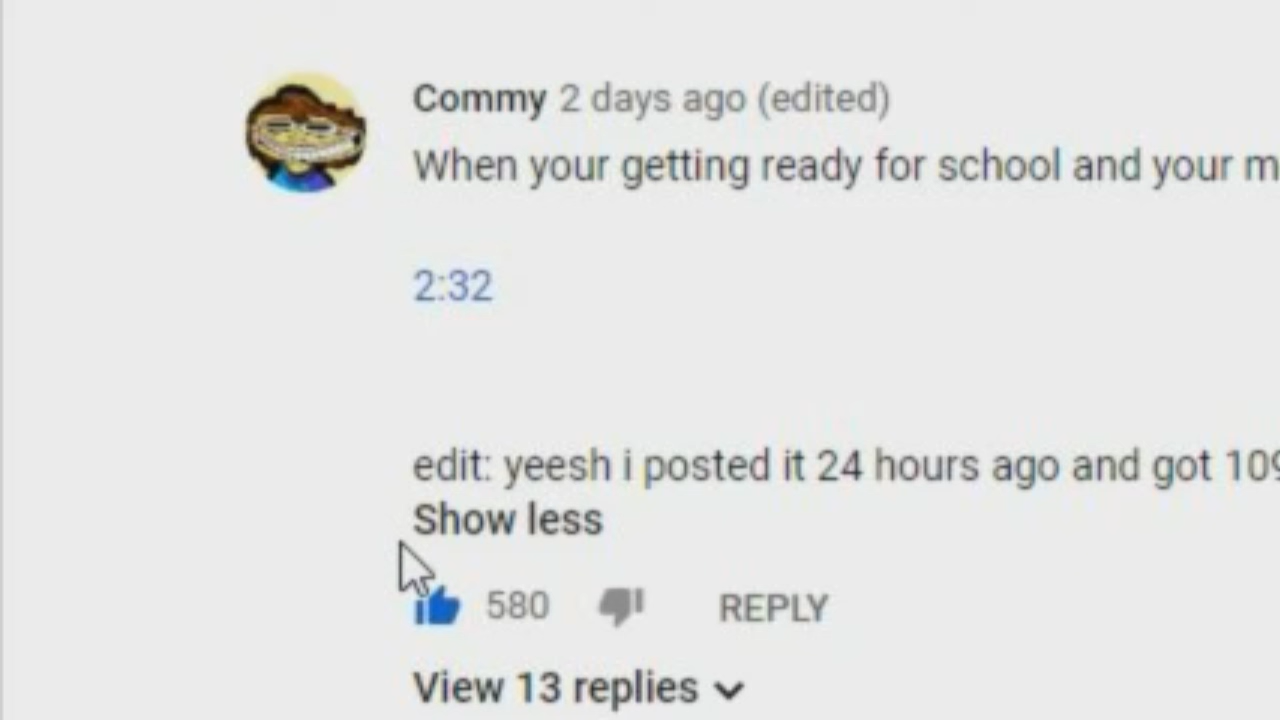 Commy 2 days ago (edited)
When your getting ready for school and your
2:32
edit: yeesh i posted it 24 hours ago and got
Show less
580 REPLY
View 13 replies